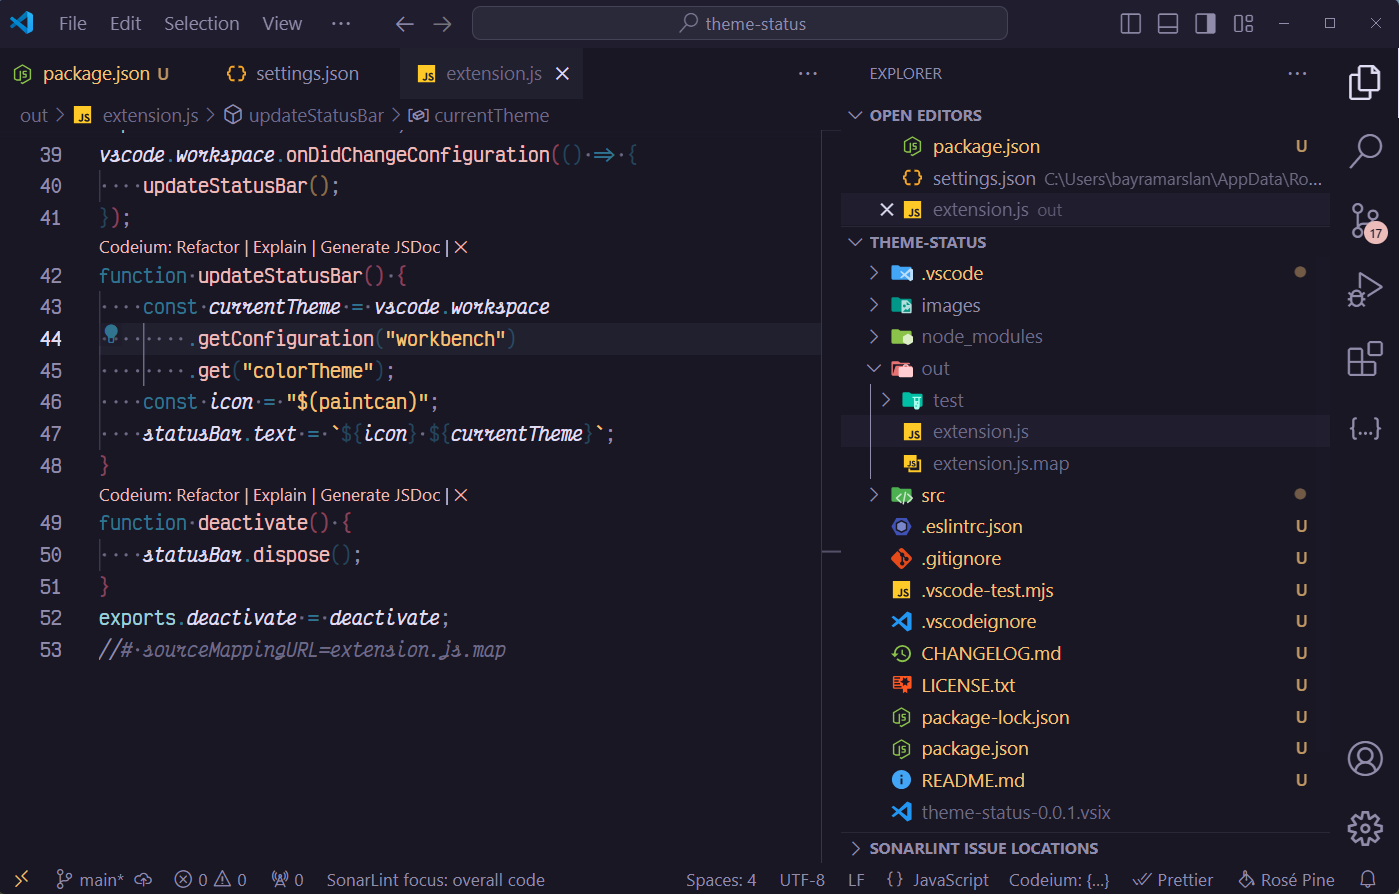 File Edit Selection View ··· theme-status
package.json U settings.json extension.js
out > extension.js > updateStatusBar > currentTheme
39 vscode.workspace.onDidChangeConfiguration(() => {
40 ····updateStatusBar();
41 });
Codeium: Refactor | Explain | Generate JSDoc | ✕
42 function·updateStatusBar()·{
43 ····const·currentTheme·=·vscode.workspace
44 ········.getConfiguration("workbench")
45 ········.get("colorTheme");
46 ····const·icon·=·"$(paintcan)";
47 ····statusBar.text·=·`${icon}·${currentTheme}`;
48 }
Codeium: Refactor | Explain | Generate JSDoc | ✕
49 function·deactivate()·{
50 ····statusBar.dispose();
51 }
52 exports.deactivate·=·deactivate;
53 //#·sourceMappingURL=extension.js.map
EXPLORER
OPEN EDITORS
package.json U
settings.json C:\Users\bayramarslan\AppData\Ro...
extension.js out
THEME-STATUS
.vscode
images
node_modules
out
test
extension.js
extension.js.map
src
.eslintrc.json U
.gitignore U
.vscode-test.mjs U
.vscodeignore U
CHANGELOG.md U
LICENSE.txt U
package-lock.json U
package.json U
README.md U
theme-status-0.0.1.vsix
SONARLINT ISSUE LOCATIONS
17
{...}
main* 0 0 0 SonarLint focus: overall code Spaces: 4 UTF-8 LF {} JavaScript Codeium: {...} Prettier Rosé Pine